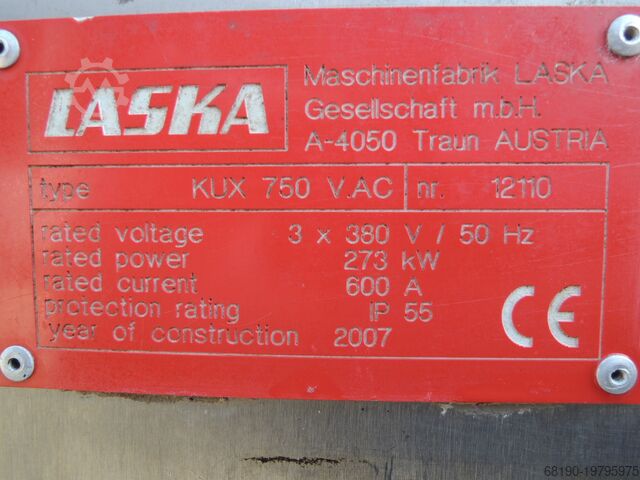 LASKA
Maschinenfabrik LASKA
Gesellschaft m.b.H.
A-4050 Traun AUSTRIA
type KUX 750 V.AC nr. 12110
rated voltage 3 x 380 V / 50 Hz
rated power 273 kW
rated current 600 A
protection rating IP 55
year of construction 2007
CE
68190-19795975